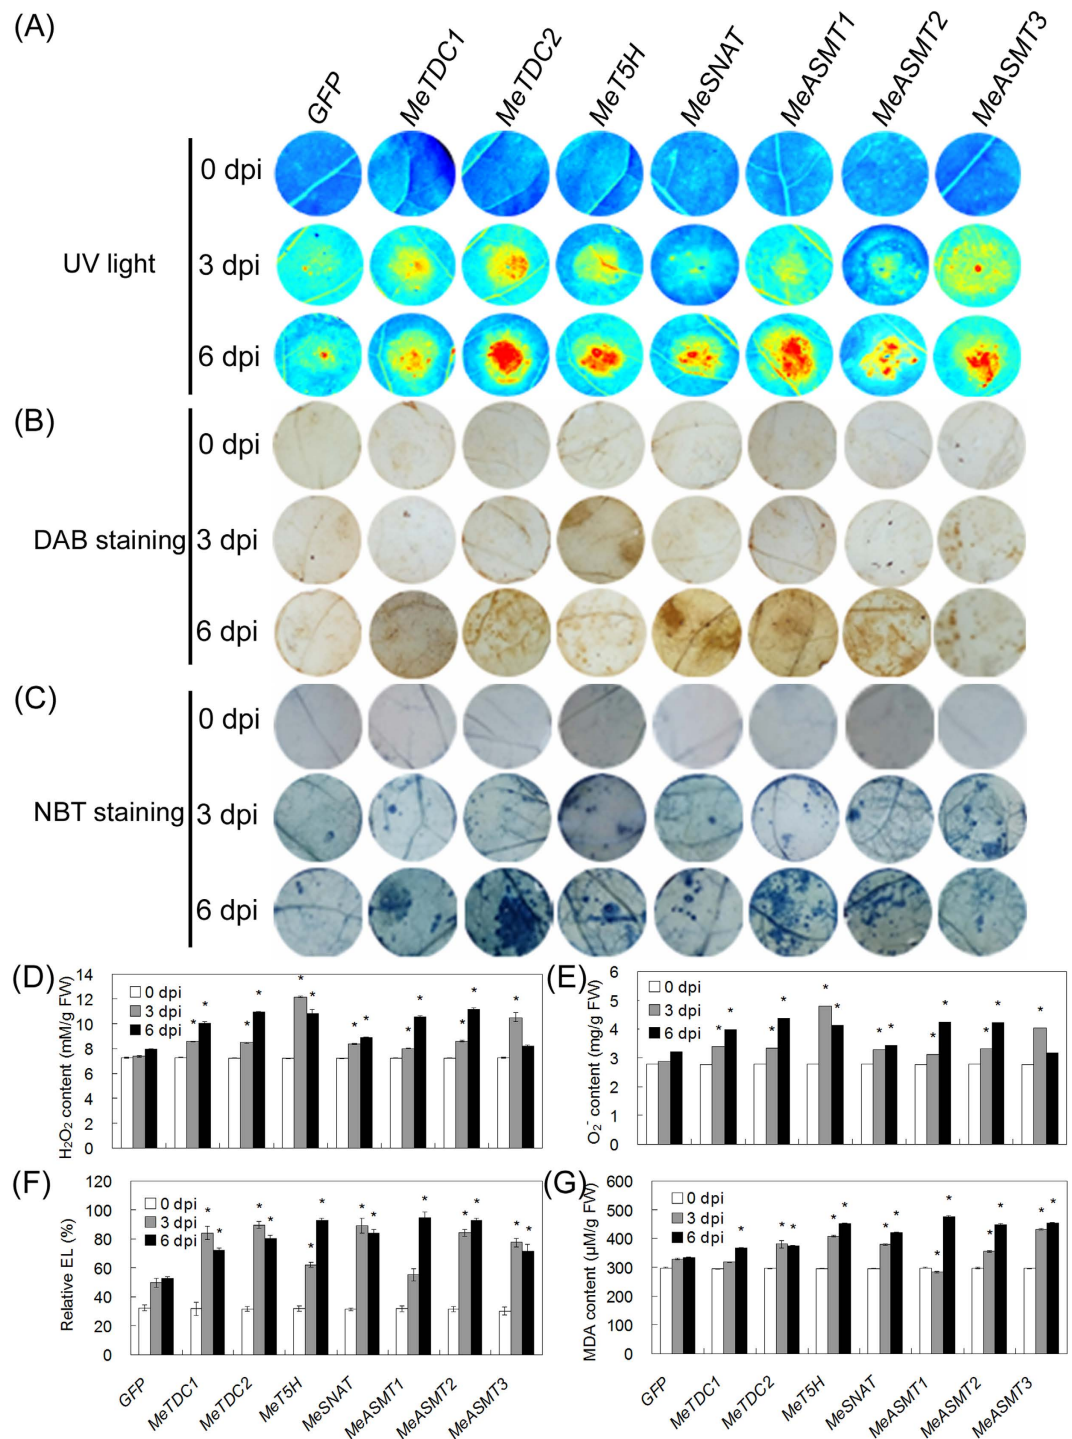 (A)
GFP
MeTDC1
MeTDC2
MeT5H
MeSNAT
MeASMT1
MeASMT2
MeASMT3
UV light
0 dpi
3 dpi
6 dpi
(B)
DAB staining
0 dpi
3 dpi
6 dpi
(C)
NBT staining
0 dpi
3 dpi
6 dpi
(D)
H₂O₂ content (mM/g FW)
14
12
10
8
6
4
2
0
0 dpi
3 dpi
6 dpi
* * * * * * * * * * * * *
(E)
O₂⁻ content (mg/g FW)
6
5
4
3
2
1
0
0 dpi
3 dpi
6 dpi
* * * * * * * * * * * * *
(F)
Relative EL (%)
120
100
80
60
40
20
0
0 dpi
3 dpi
6 dpi
* * * * * * * * * * * * *
GFP
MeTDC1
MeTDC2
MeT5H
MeSNAT
MeASMT1
MeASMT2
MeASMT3
(G)
MDA content (µM/g FW)
600
500
400
300
200
100
0
0 dpi
3 dpi
6 dpi
* * * * * * * * * * * * *
GFP
MeTDC1
MeTDC2
MeT5H
MeSNAT
MeASMT1
MeASMT2
MeASMT3